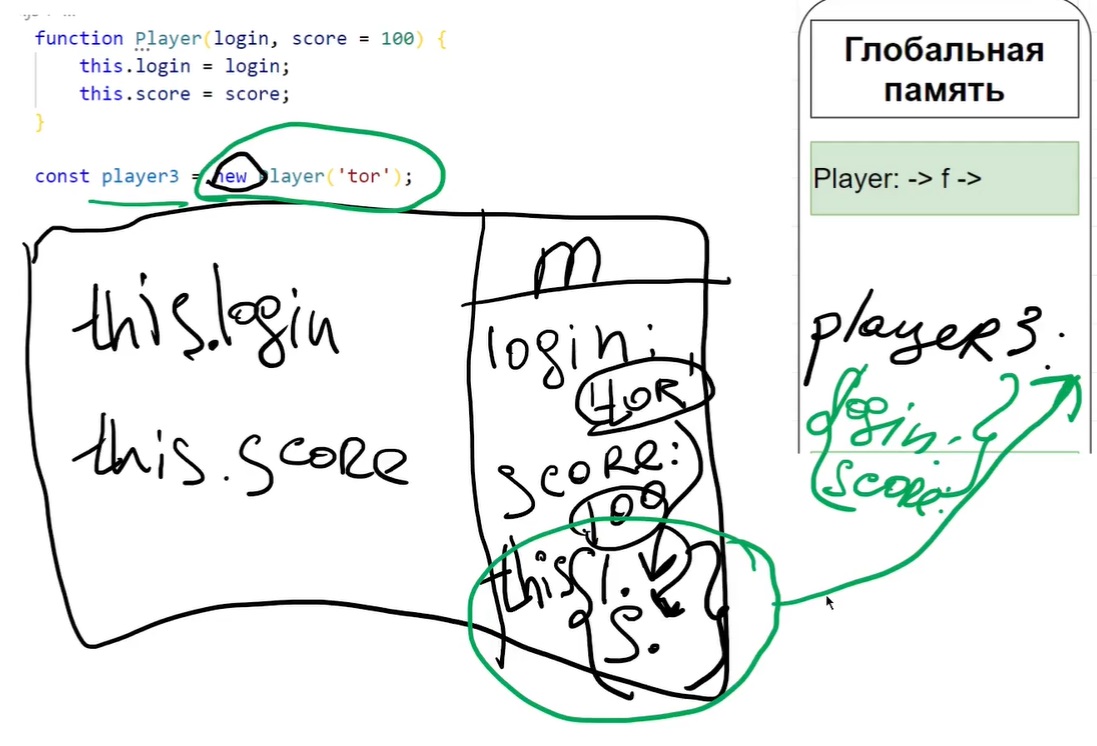 function Player(login, score = 100) {
this.login = login;
this.score = score;
}
const player3 = new Player('tor');
this.login
this.score
m
login:
tor
score:
100
this { l.
s. }
Глобальная
память
Player: -> f ->
player3.
{ login: }
score: